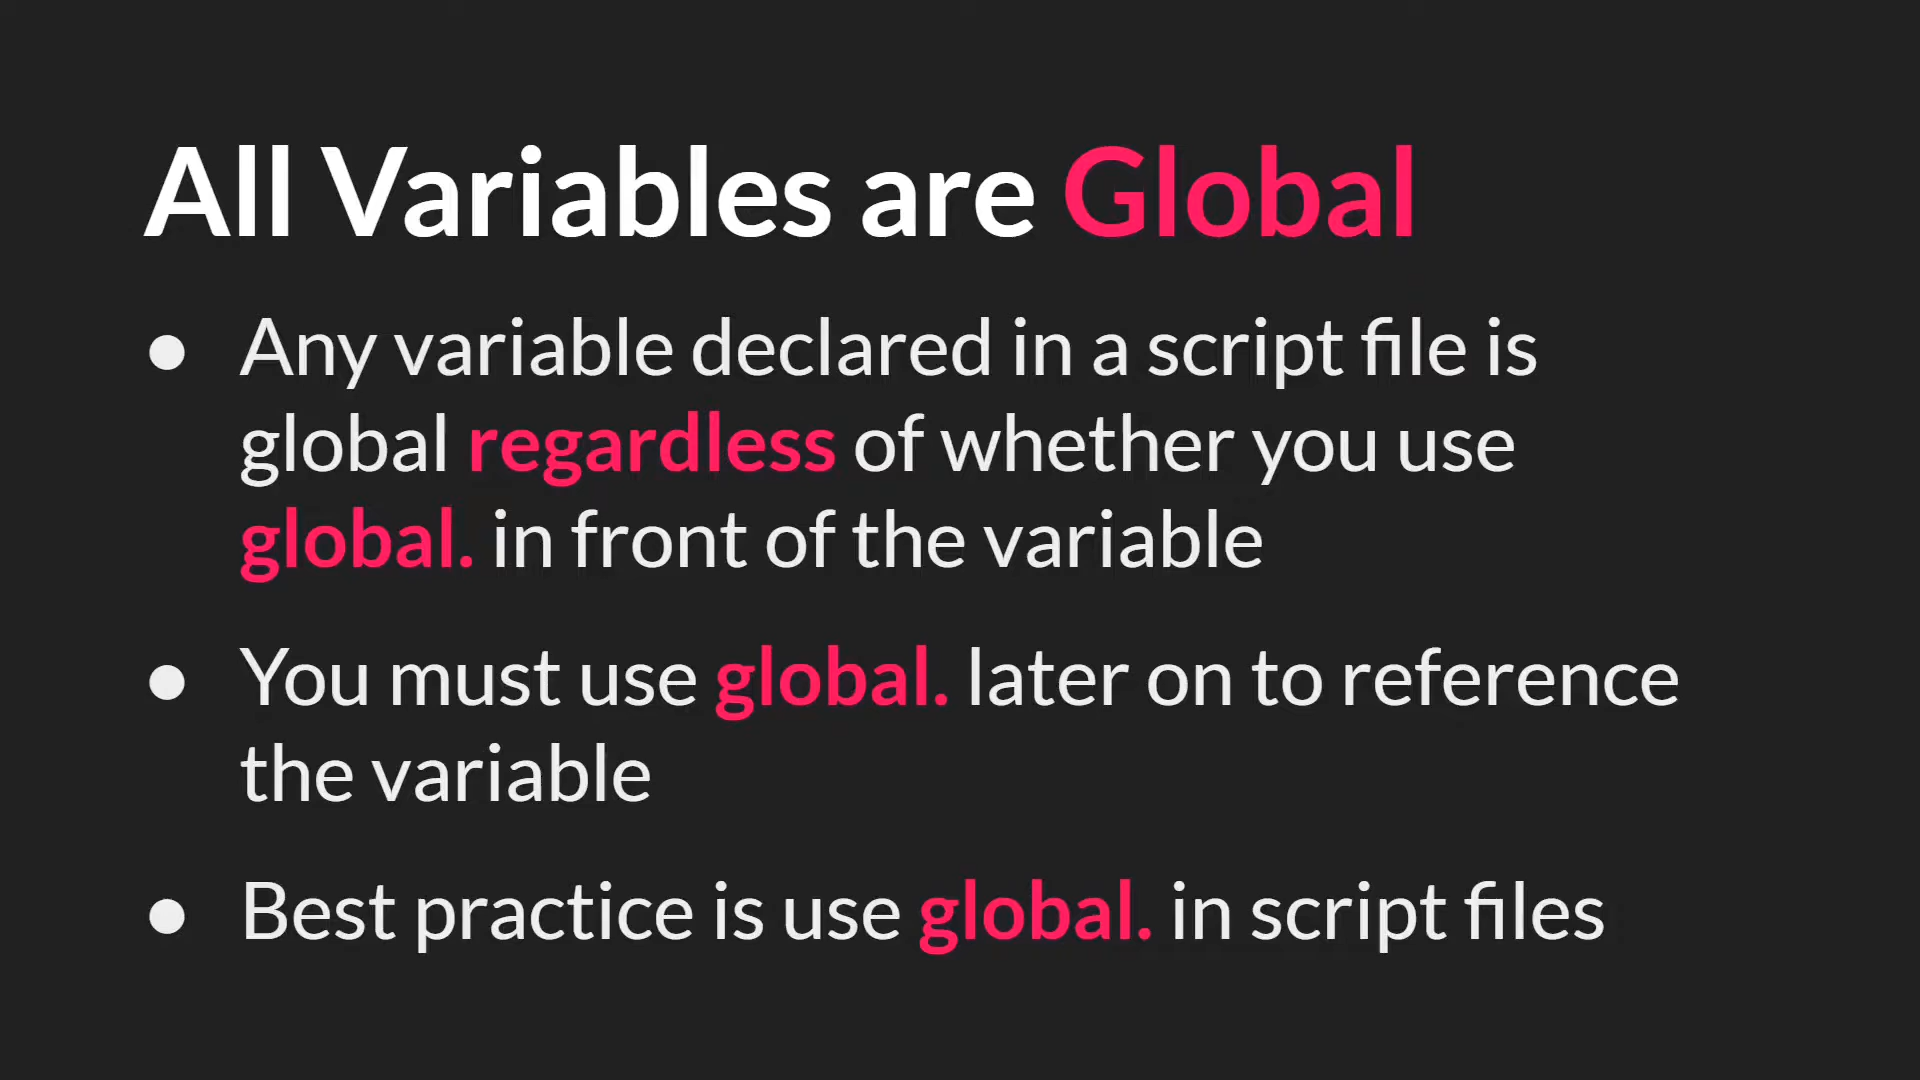 All Variables are Global
● Any variable declared in a script file is
global regardless of whether you use
global. in front of the variable
● You must use global. later on to reference
the variable
● Best practice is use global. in script files